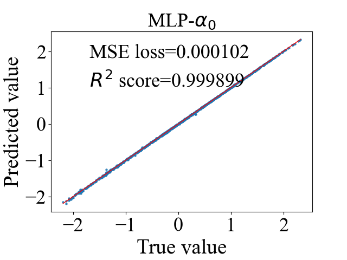 MLP-α₀
MSE loss=0.000102
R² score=0.999899
Predicted value
2
1
0
−1
−2
−2 −1 0 1 2
True value